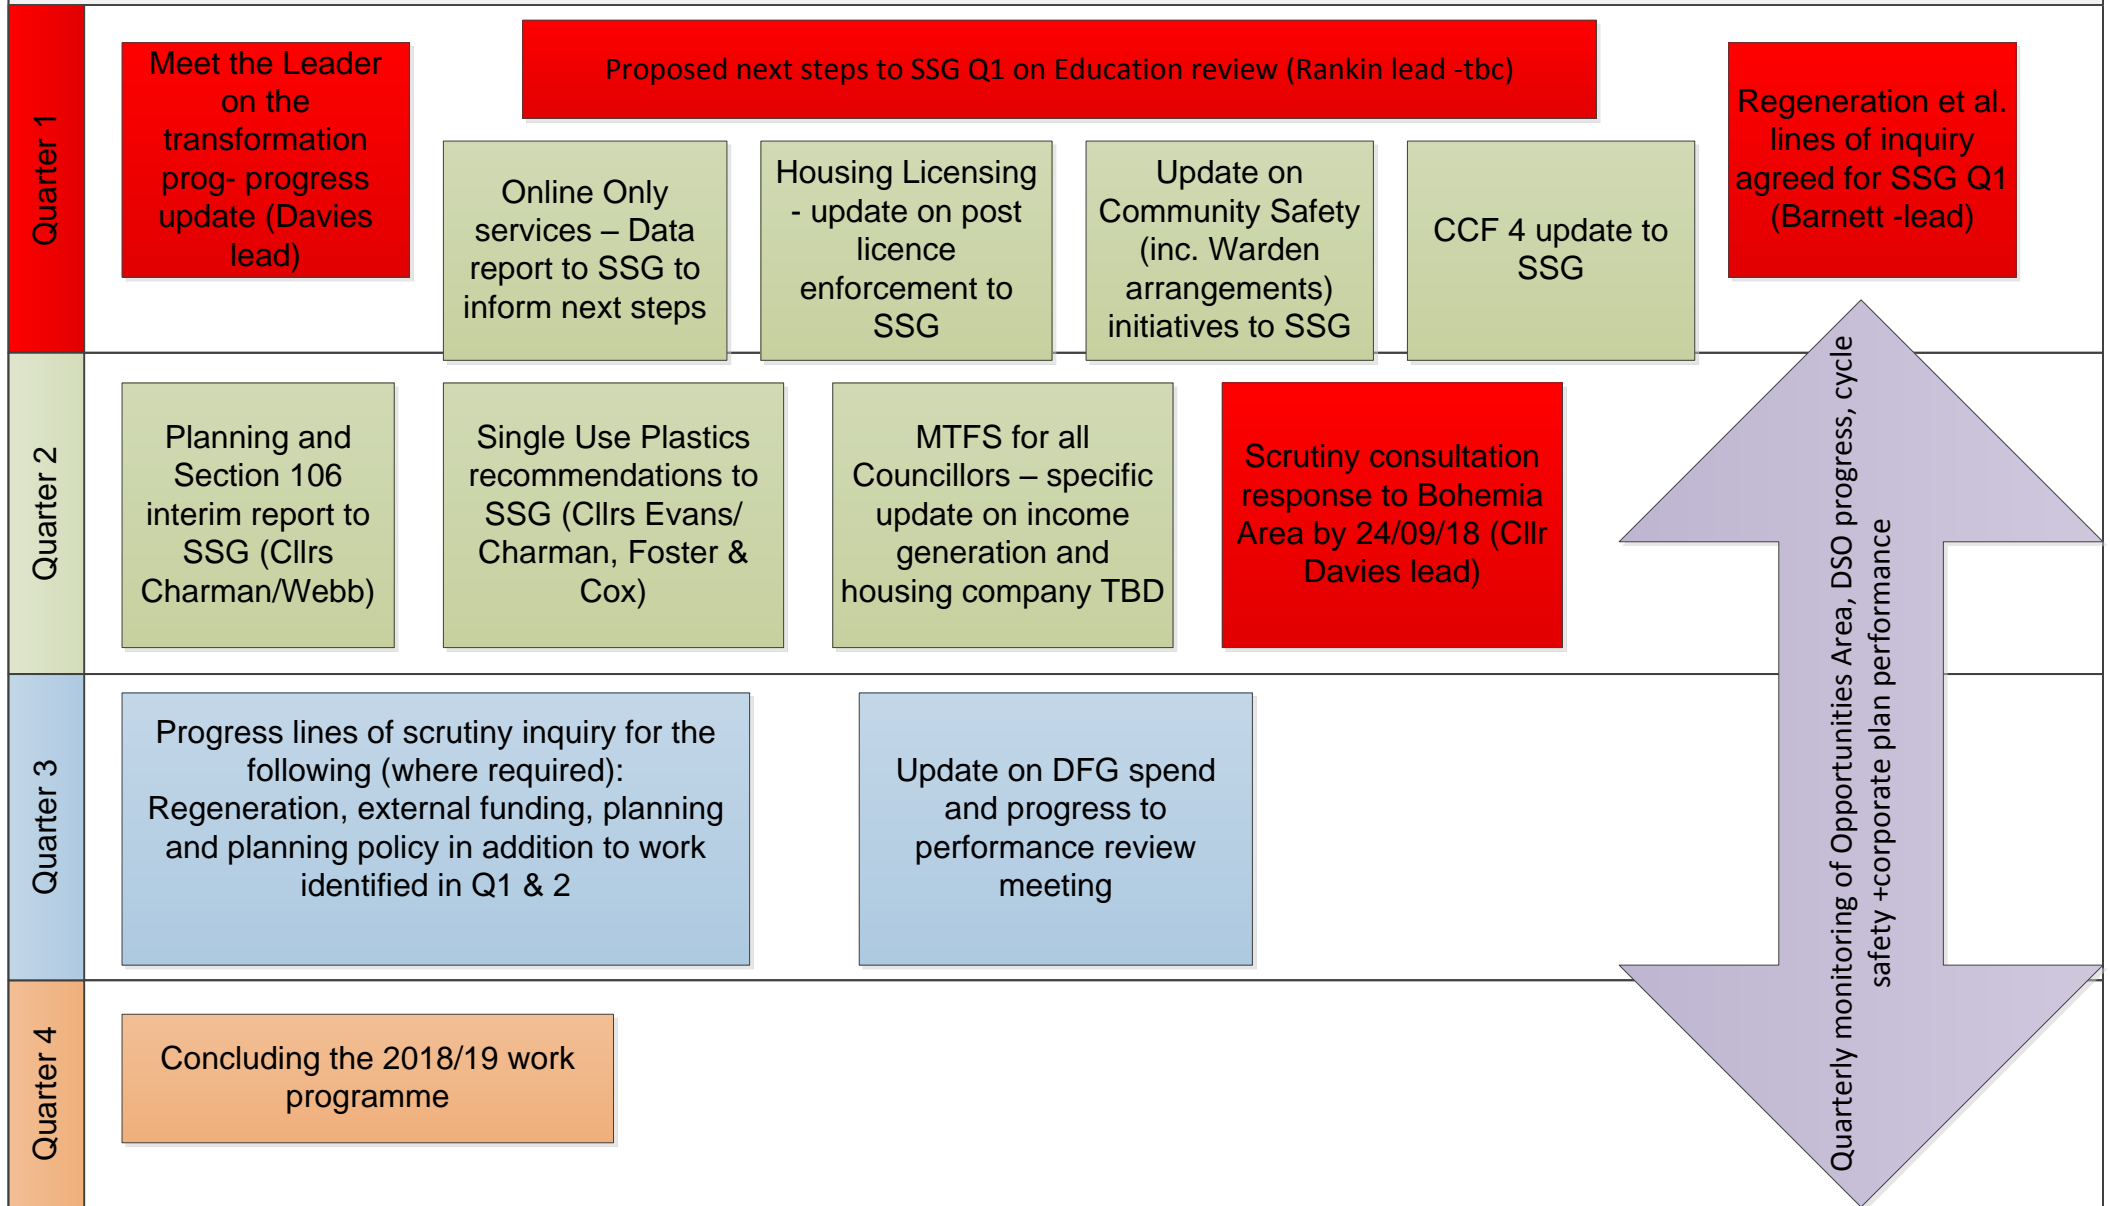 Quarter 1
Meet the Leader
on the
transformation
prog- progress
update (Davies
lead)
Proposed next steps to SSG Q1 on Education review (Rankin lead -tbc)
Online Only
services – Data
report to SSG to
inform next steps
Housing Licensing
- update on post
licence
enforcement to
SSG
Update on
Community Safety
(inc. Warden
arrangements)
initiatives to SSG
CCF 4 update to
SSG
Regeneration et al.
lines of inquiry
agreed for SSG Q1
(Barnett -lead)
Quarter 2
Planning and
Section 106
interim report to
SSG (Cllrs
Charman/Webb)
Single Use Plastics
recommendations to
SSG (Cllrs Evans/
Charman, Foster &
Cox)
MTFS for all
Councillors – specific
update on income
generation and
housing company TBD
Scrutiny consultation
response to Bohemia
Area by 24/09/18 (Cllr
Davies lead)
Quarterly monitoring of Opportunities Area, DSO progress, cycle
safety +corporate plan performance
Quarter 3
Progress lines of scrutiny inquiry for the
following (where required):
Regeneration, external funding, planning
and planning policy in addition to work
identified in Q1 & 2
Update on DFG spend
and progress to
performance review
meeting
Quarter 4
Concluding the 2018/19 work
programme